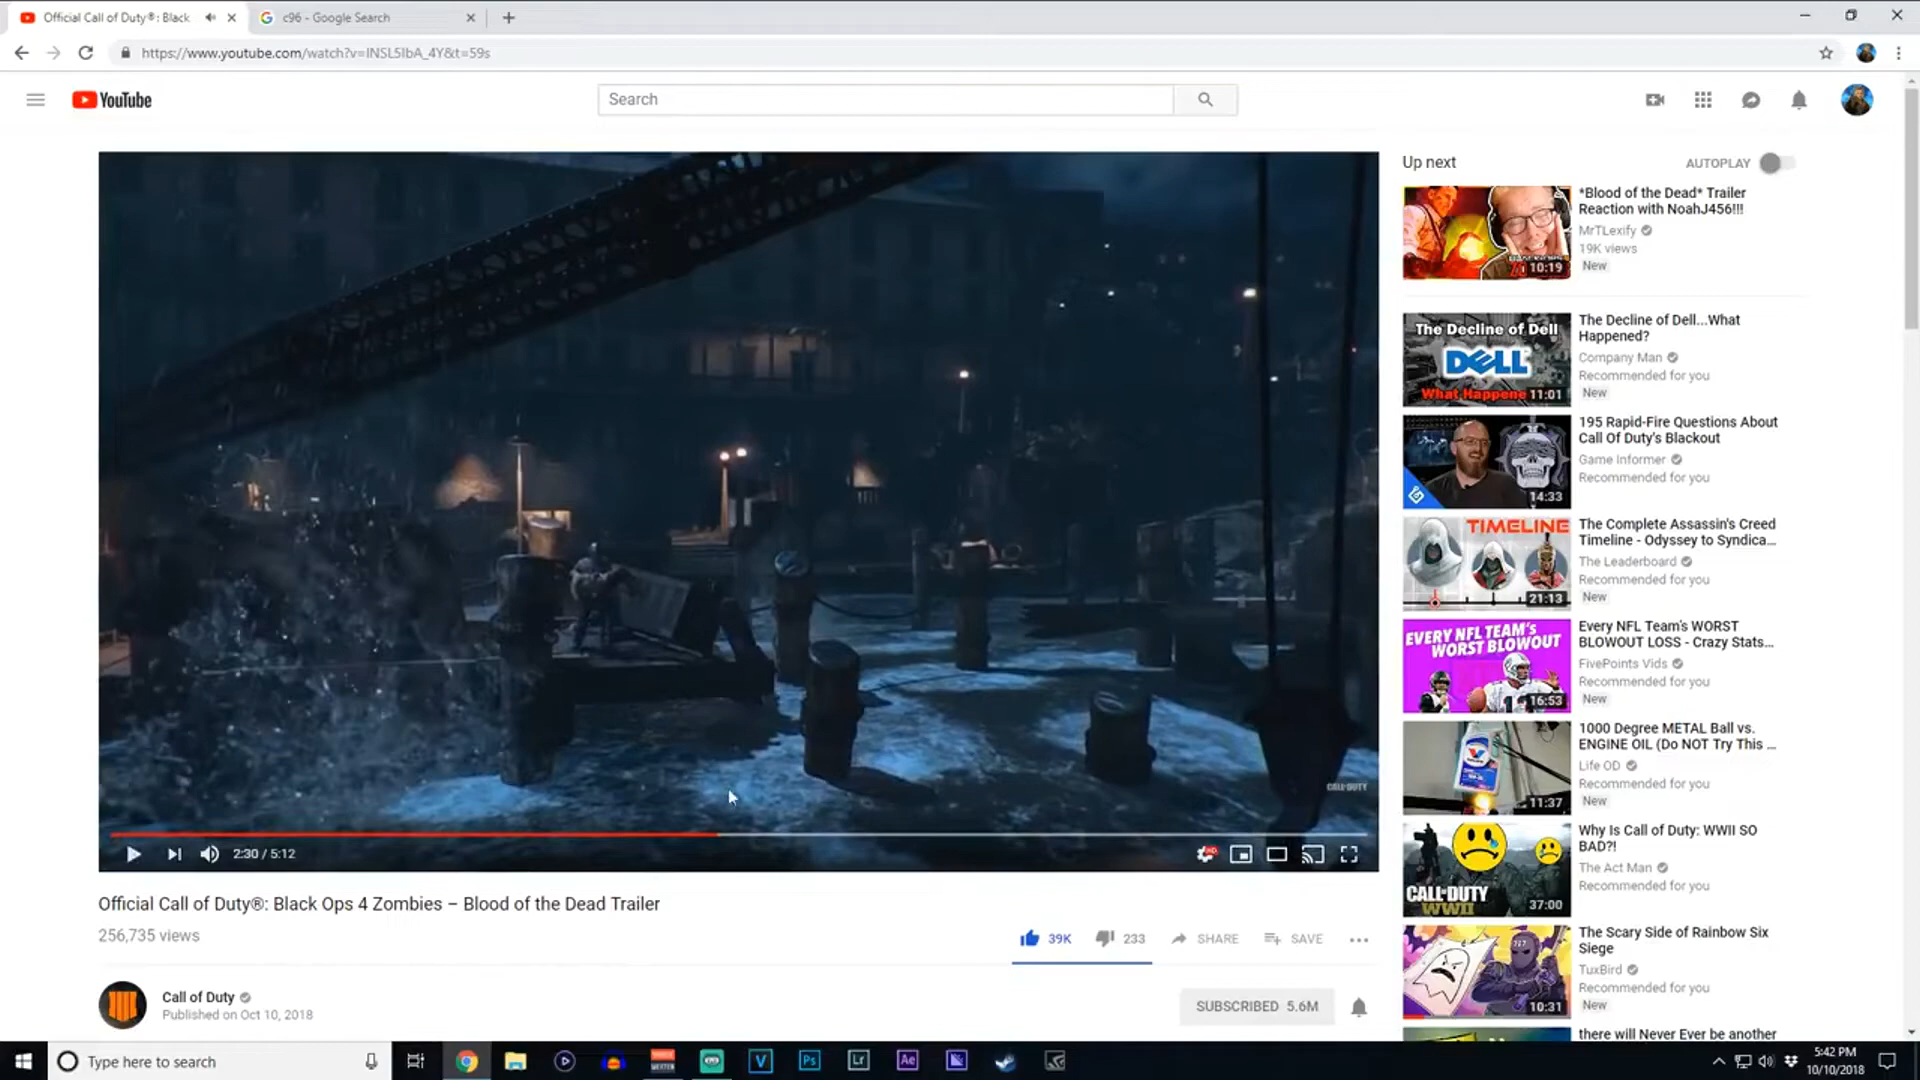 Official Call of Duty®: Black
c96 - Google Search
https://www.youtube.com/watch?v=INSL5IbA_4Y&t=59s
YouTube
Search
Up next
AUTOPLAY
*Blood of the Dead* Trailer
Reaction with NoahJ456!!!
MrTLexify
19K views
New
10:19
The Decline of Dell
DELL
What Happene
11:01
The Decline of Dell...What
Happened?
Company Man
Recommended for you
New
14:33
195 Rapid-Fire Questions About
Call Of Duty's Blackout
Game Informer
Recommended for you
TIMELINE
21:13
The Complete Assassin's Creed
Timeline - Odyssey to Syndica...
The Leaderboard
Recommended for you
New
EVERY NFL TEAM'S
WORST BLOWOUT
16:53
Every NFL Team's WORST
BLOWOUT LOSS - Crazy Stats...
FivePoints Vids
Recommended for you
New
11:37
1000 Degree METAL Ball vs.
ENGINE OIL (Do NOT Try This ...
Life OD
Recommended for you
New
CALL·DUTY
WWII
37:00
Why Is Call of Duty: WWII SO
BAD?!
The Act Man
Recommended for you
10:31
The Scary Side of Rainbow Six
Siege
TuxBird
Recommended for you
New
there will Never Ever be another
CALL·DUTY
2:30 / 5:12
HD
Official Call of Duty®: Black Ops 4 Zombies – Blood of the Dead Trailer
256,735 views
39K
233
SHARE
SAVE
Call of Duty
Published on Oct 10, 2018
SUBSCRIBED 5.6M
Type here to search
V
Ps
Lr
Ae
5:42 PM
10/10/2018